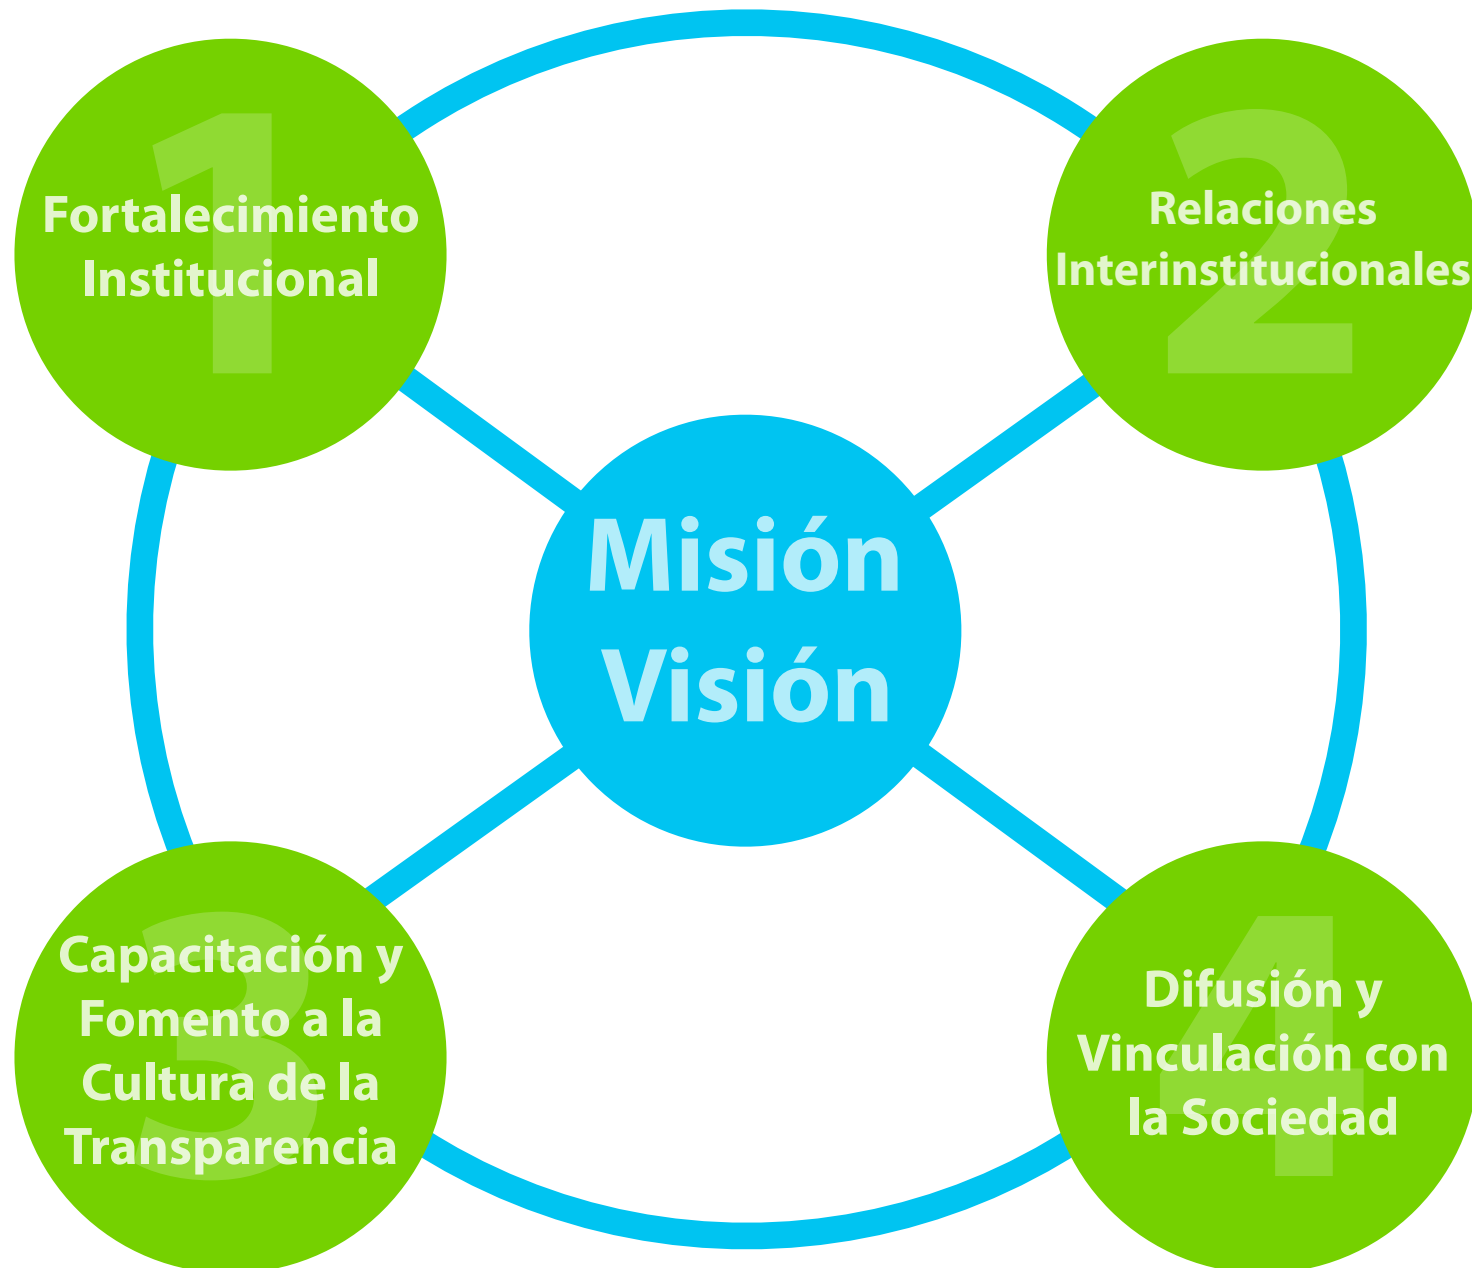 1
Fortalecimiento
Institucional
2
Relaciones
Interinstitucionales
Misión
Visión
3
Capacitación y
Fomento a la
Cultura de la
Transparencia
4
Difusión y
Vinculación con
la Sociedad